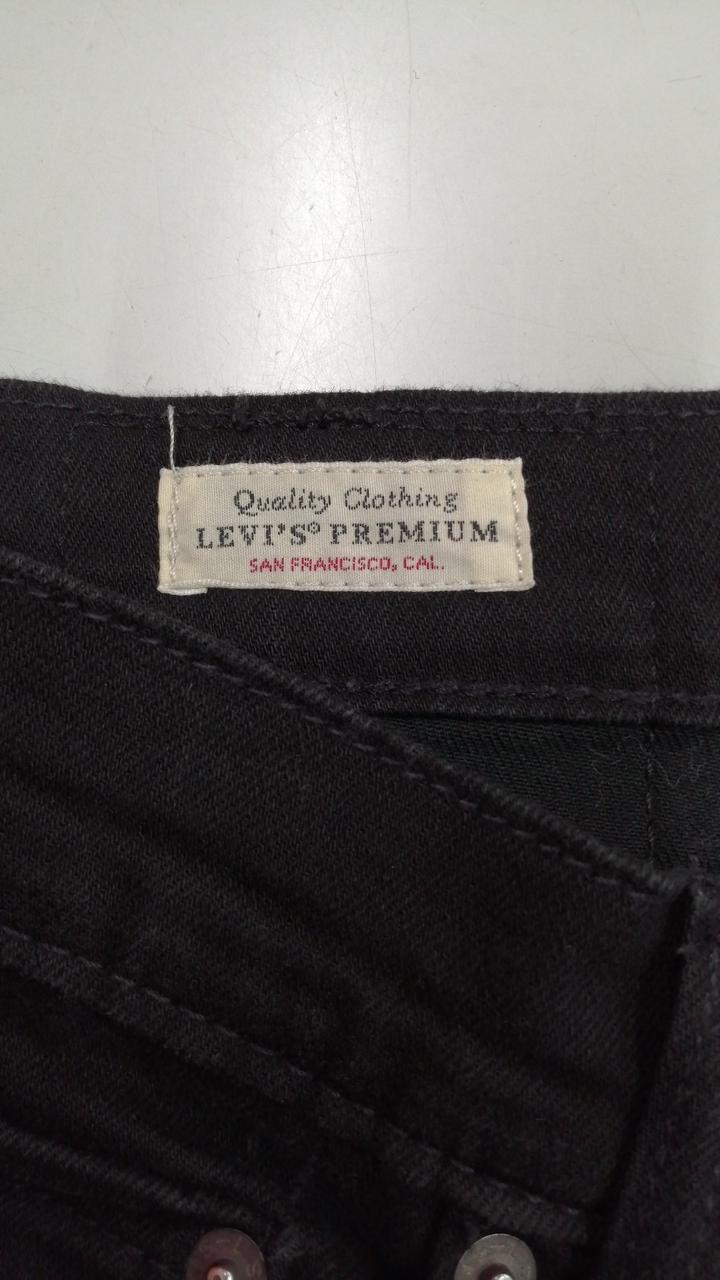 Quality Clothing
LEVI'S® PREMIUM
SAN FRANCISCO, CAL.